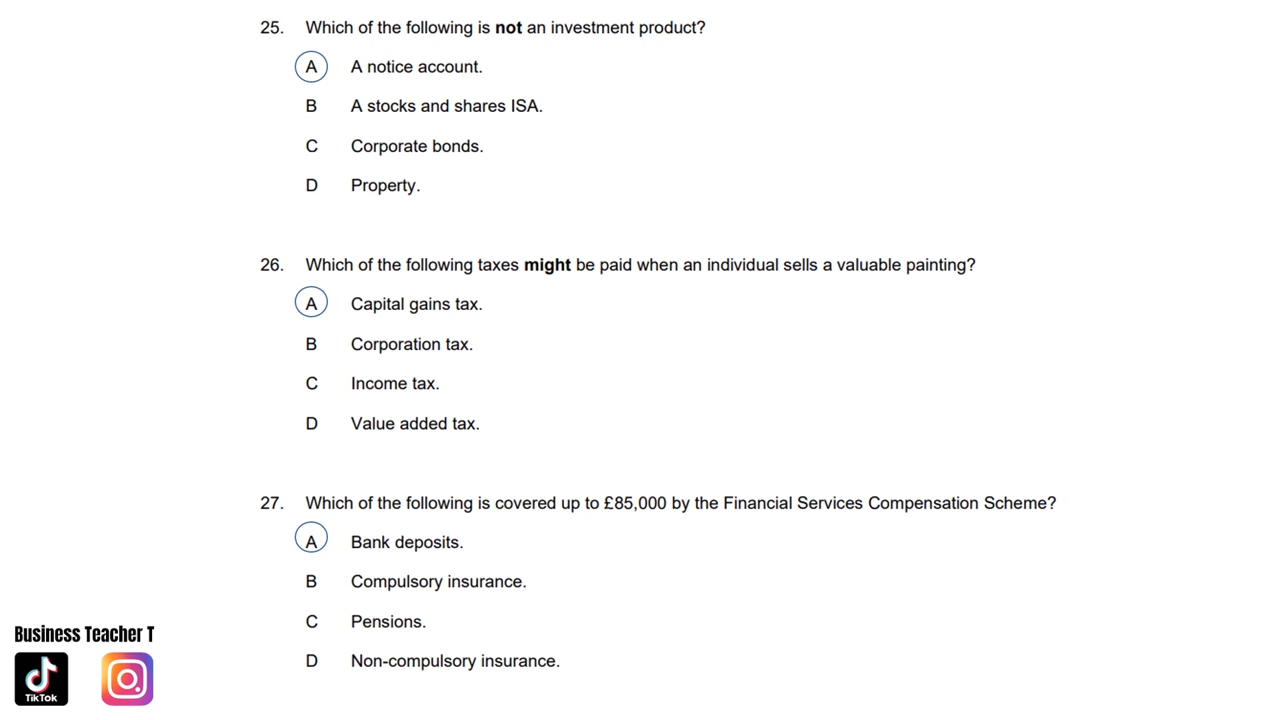 25. Which of the following is not an investment product?
A A notice account.
B A stocks and shares ISA.
C Corporate bonds.
D Property.
26. Which of the following taxes might be paid when an individual sells a valuable painting?
A Capital gains tax.
B Corporation tax.
C Income tax.
D Value added tax.
27. Which of the following is covered up to £85,000 by the Financial Services Compensation Scheme?
A Bank deposits.
B Compulsory insurance.
C Pensions.
D Non-compulsory insurance.
Business Teacher T
TikTok